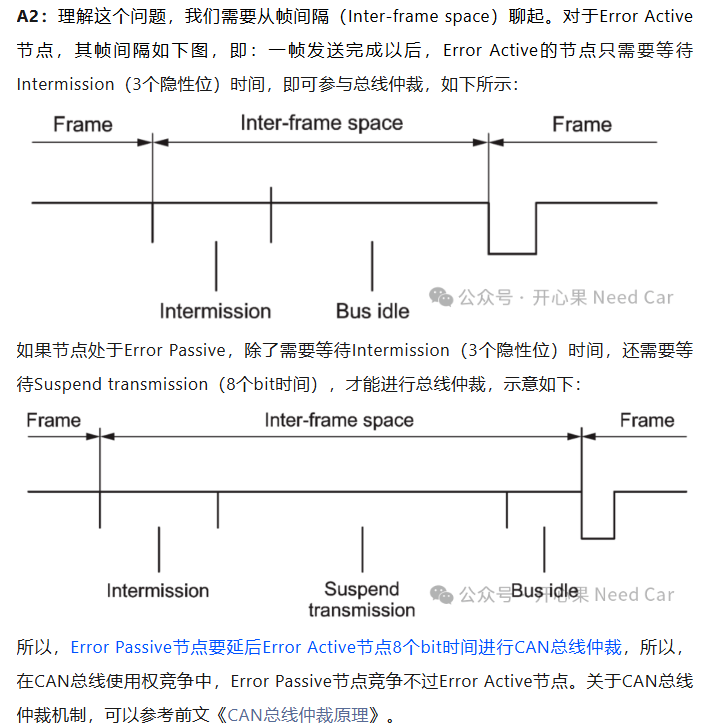 A2：理解这个问题，我们需要从帧间隔（Inter-frame space）聊起。对于Error Active
节点，其帧间隔如下图，即：一帧发送完成以后，Error Active的节点只需要等待
Intermission（3个隐性位）时间，即可参与总线仲裁，如下所示：
Frame Inter-frame space Frame
Intermission Bus idle
公众号 · 开心果 Need Car
如果节点处于Error Passive，除了需要等待Intermission（3个隐性位）时间，还需要等
待Suspend transmission（8个bit时间），才能进行总线仲裁，示意如下：
Frame Inter-frame space Frame
Intermission Suspend transmission Bus idle
公众号 · 开心果 Need Car
所以，Error Passive节点要延后Error Active节点8个bit时间进行CAN总线仲裁，所以，
在CAN总线使用权竞争中，Error Passive节点竞争不过Error Active节点。关于CAN总线
仲裁机制，可以参考前文《CAN总线仲裁原理》。